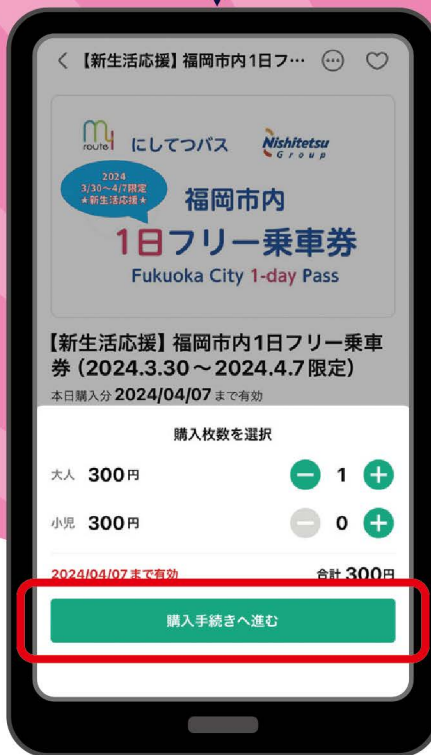 【新生活応援】福岡市内1日フ…
my route にしてつバス Nishitetsu Group
2024
3/30～4/7限定
★新生活応援★
福岡市内
1日フリー乗車券
Fukuoka City 1-day Pass
【新生活応援】福岡市内1日フリー乗車
券（2024.3.30～2024.4.7限定）
本日購入分 2024/04/07 まで有効
購入枚数を選択
大人 300円 1
小児 300円 0
2024/04/07まで有効 合計 300円
購入手続きへ進む